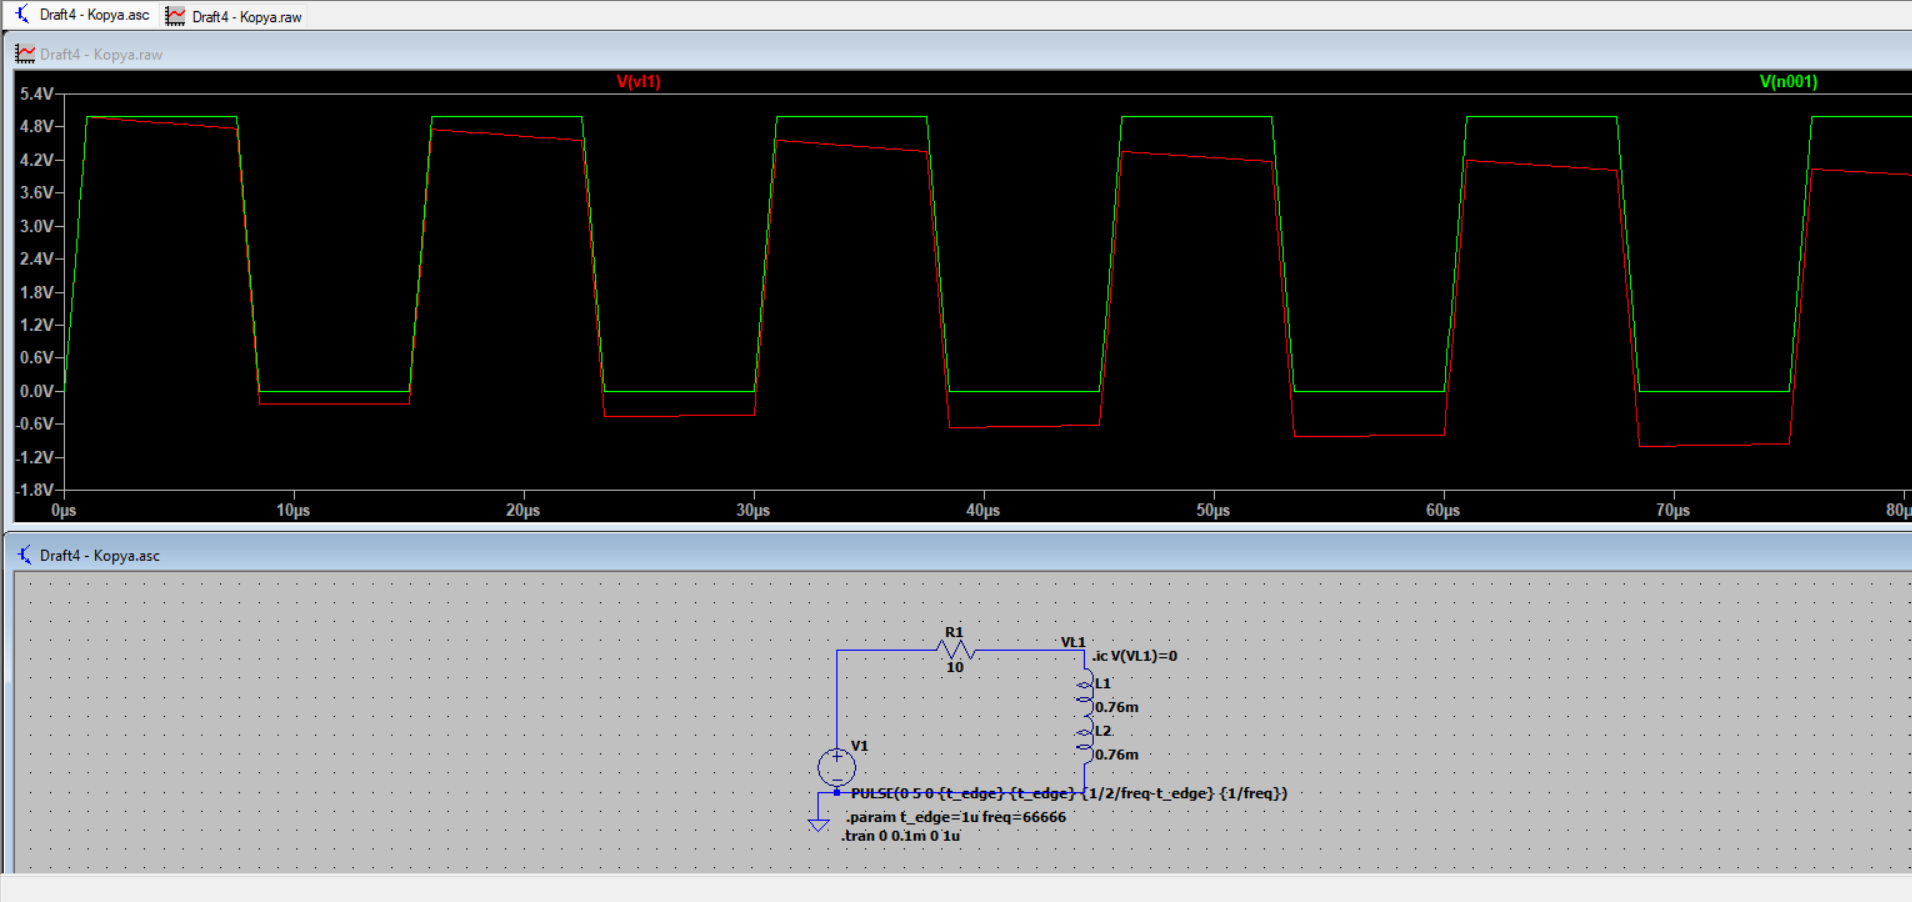 Draft4 - Kopya.asc Draft4 - Kopya.raw
Draft4 - Kopya.raw
V(vl1) V(n001)
5.4V
4.8V
4.2V
3.6V
3.0V
2.4V
1.8V
1.2V
0.6V
0.0V
-0.6V
-1.2V
-1.8V
0µs 10µs 20µs 30µs 40µs 50µs 60µs 70µs 80µ
Draft4 - Kopya.asc
R1
10
VL1
.ic V(VL1)=0
L1
0.76m
L2
0.76m
V1
PULSE(0 5 0 {t_edge} {t_edge} {1/2/freq-t_edge} {1/freq})
.param t_edge=1u freq=66666
.tran 0 0.1m 0 1u